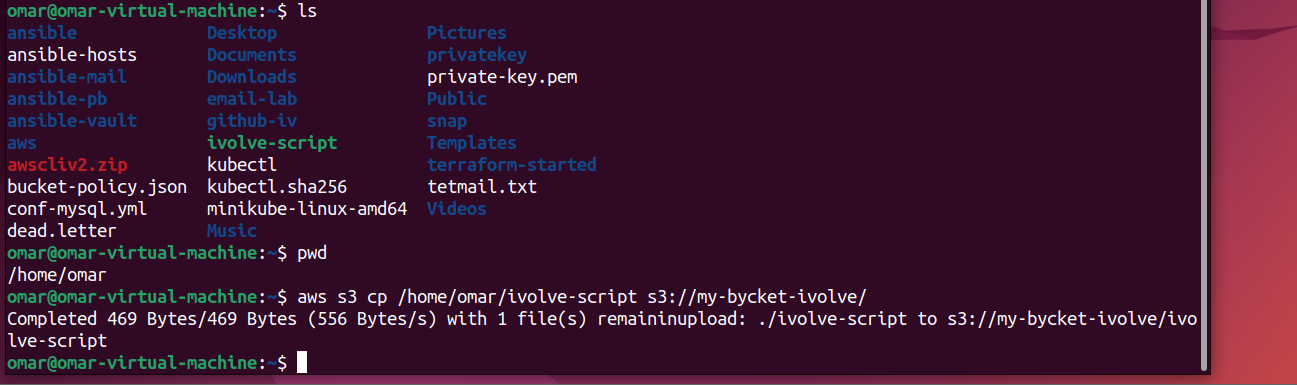 omar@omar-virtual-machine:~$ ls
ansible Desktop Pictures
ansible-hosts Documents privatekey
ansible-mail Downloads private-key.pem
ansible-pb email-lab Public
ansible-vault github-iv snap
aws ivolve-script Templates
awscliv2.zip kubectl terraform-started
bucket-policy.json kubectl.sha256 tetmail.txt
conf-mysql.yml minikube-linux-amd64 Videos
dead.letter Music
omar@omar-virtual-machine:~$ pwd
/home/omar
omar@omar-virtual-machine:~$ aws s3 cp /home/omar/ivolve-script s3://my-bycket-ivolve/
Completed 469 Bytes/469 Bytes (556 Bytes/s) with 1 file(s) remaininupload: ./ivolve-script to s3://my-bycket-ivolve/ivo
lve-script
omar@omar-virtual-machine:~$